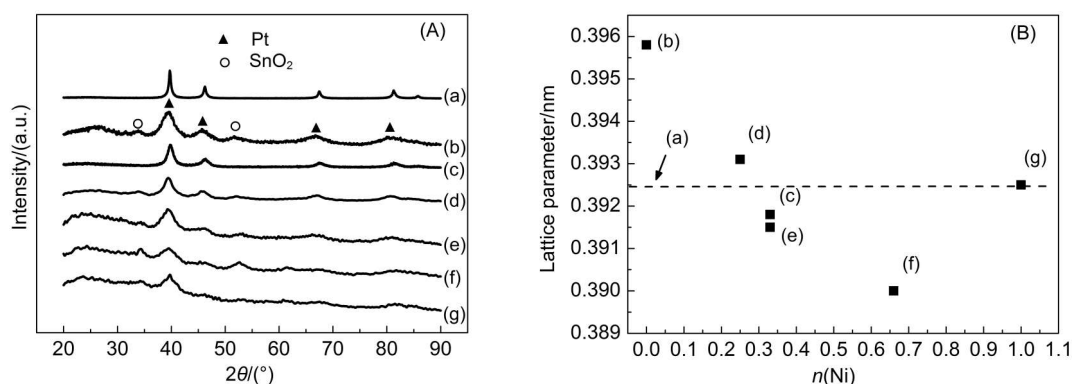 (A)
▲ Pt
○ SnO₂
(a)
(b)
(c)
(d)
(e)
(f)
(g)
Intensity/(a.u.)
20 30 40 50 60 70 80 90
2θ/(°)
(B)
0.396
0.395
0.394
0.393
0.392
0.391
0.390
0.389
Lattice parameter/nm
(b)
(d)
(a)
(g)
(c)
(e)
(f)
0.0 0.1 0.2 0.3 0.4 0.5 0.6 0.7 0.8 0.9 1.0 1.1
n(Ni)